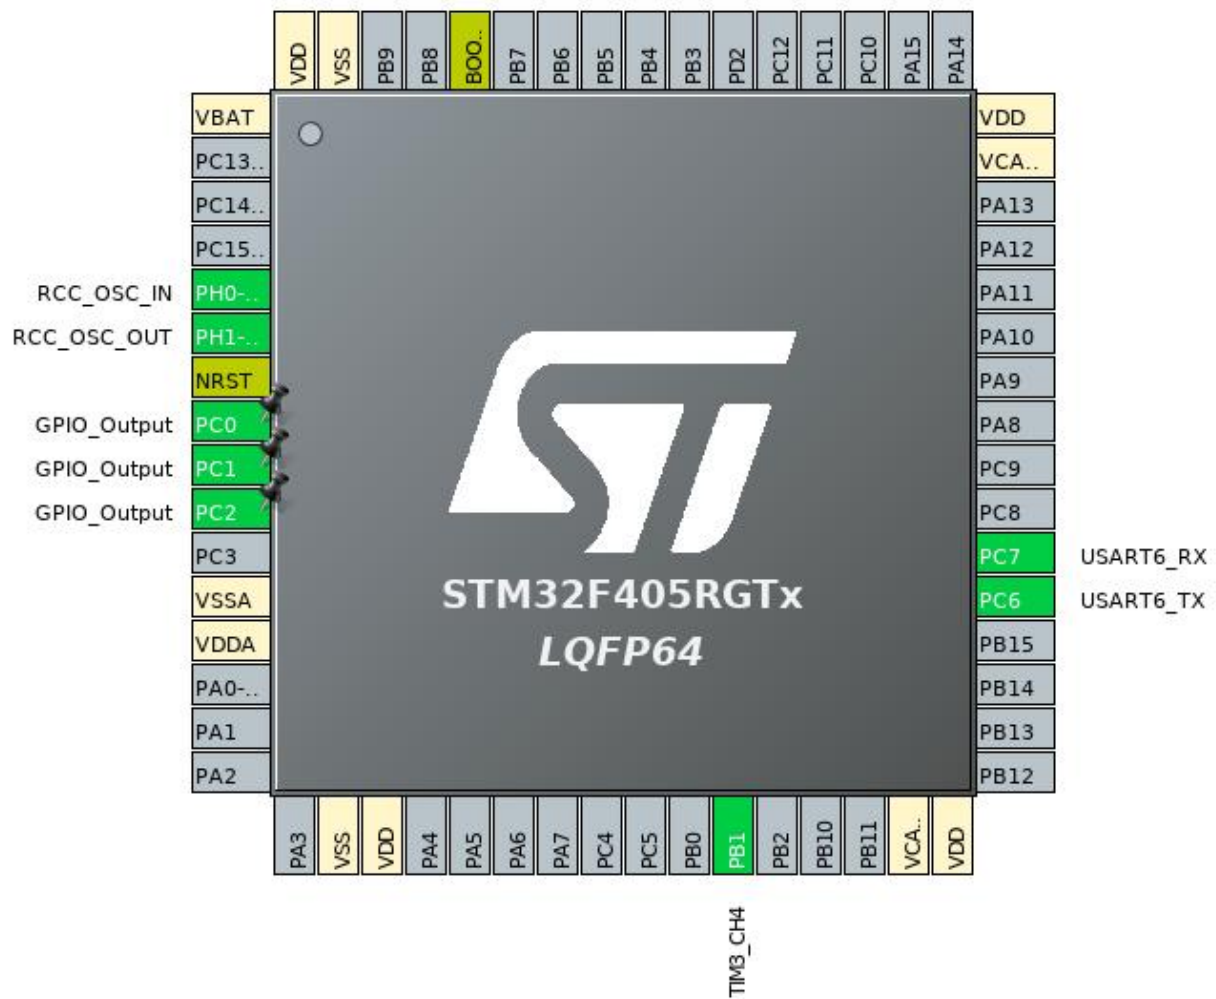 VDD VSS PB9 PB8 BOO.. PB7 PB6 PB5 PB4 PB3 PD2 PC12 PC11 PC10 PA15 PA14
VBAT VDD
PC13.. VCA..
PC14.. PA13
PC15.. PA12
RCC_OSC_IN PH0-.. PA11
RCC_OSC_OUT PH1-.. PA10
NRST PA9
GPIO_Output PC0 PA8
GPIO_Output PC1 PC9
GPIO_Output PC2 PC8
PC3 PC7 USART6_RX
STM32F405RGTx
VSSA PC6 USART6_TX
VDDA PB15
LQFP64
PA0-.. PB14
PA1 PB13
PA2 PB12
PA3 VSS VDD PA4 PA5 PA6 PA7 PC4 PC5 PB0 PB1 PB2 PB10 PB11 VCA.. VDD
TIM3_CH4